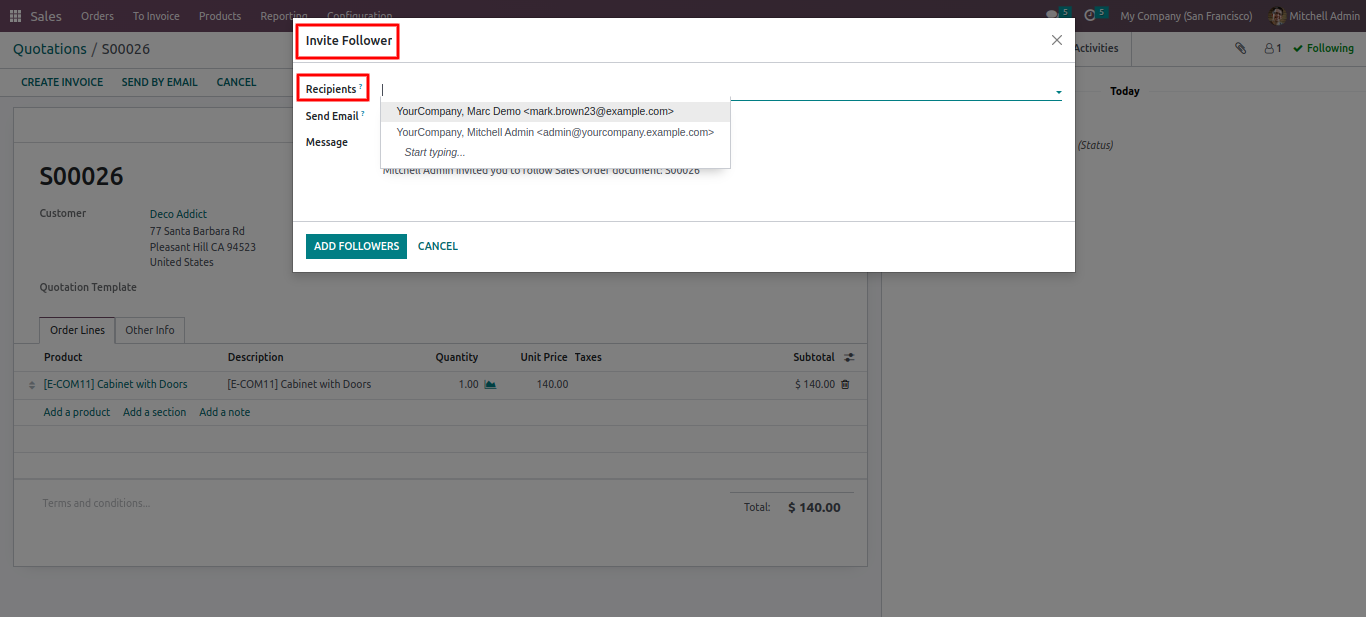 Sales Orders To Invoice Products Reporting Configuration 5 5 My Company (San Francisco) Mitchell Admin
Quotations / S00026
Activities 1 Following
CREATE INVOICE SEND BY EMAIL CANCEL
Invite Follower
Recipients ?
YourCompany, Marc Demo <mark.brown23@example.com>
YourCompany, Mitchell Admin <admin@yourcompany.example.com>
Start typing...
Send Email ?
Message
Mitchell Admin invited you to follow Sales Order document: S00026
ADD FOLLOWERS CANCEL
Today
(Status)
S00026
Customer Deco Addict
77 Santa Barbara Rd
Pleasant Hill CA 94523
United States
Quotation Template
Order Lines Other Info
Product Description Quantity Unit Price Taxes Subtotal
[E-COM11] Cabinet with Doors [E-COM11] Cabinet with Doors 1.00 140.00 $ 140.00
Add a product Add a section Add a note
Terms and conditions...
Total: $ 140.00